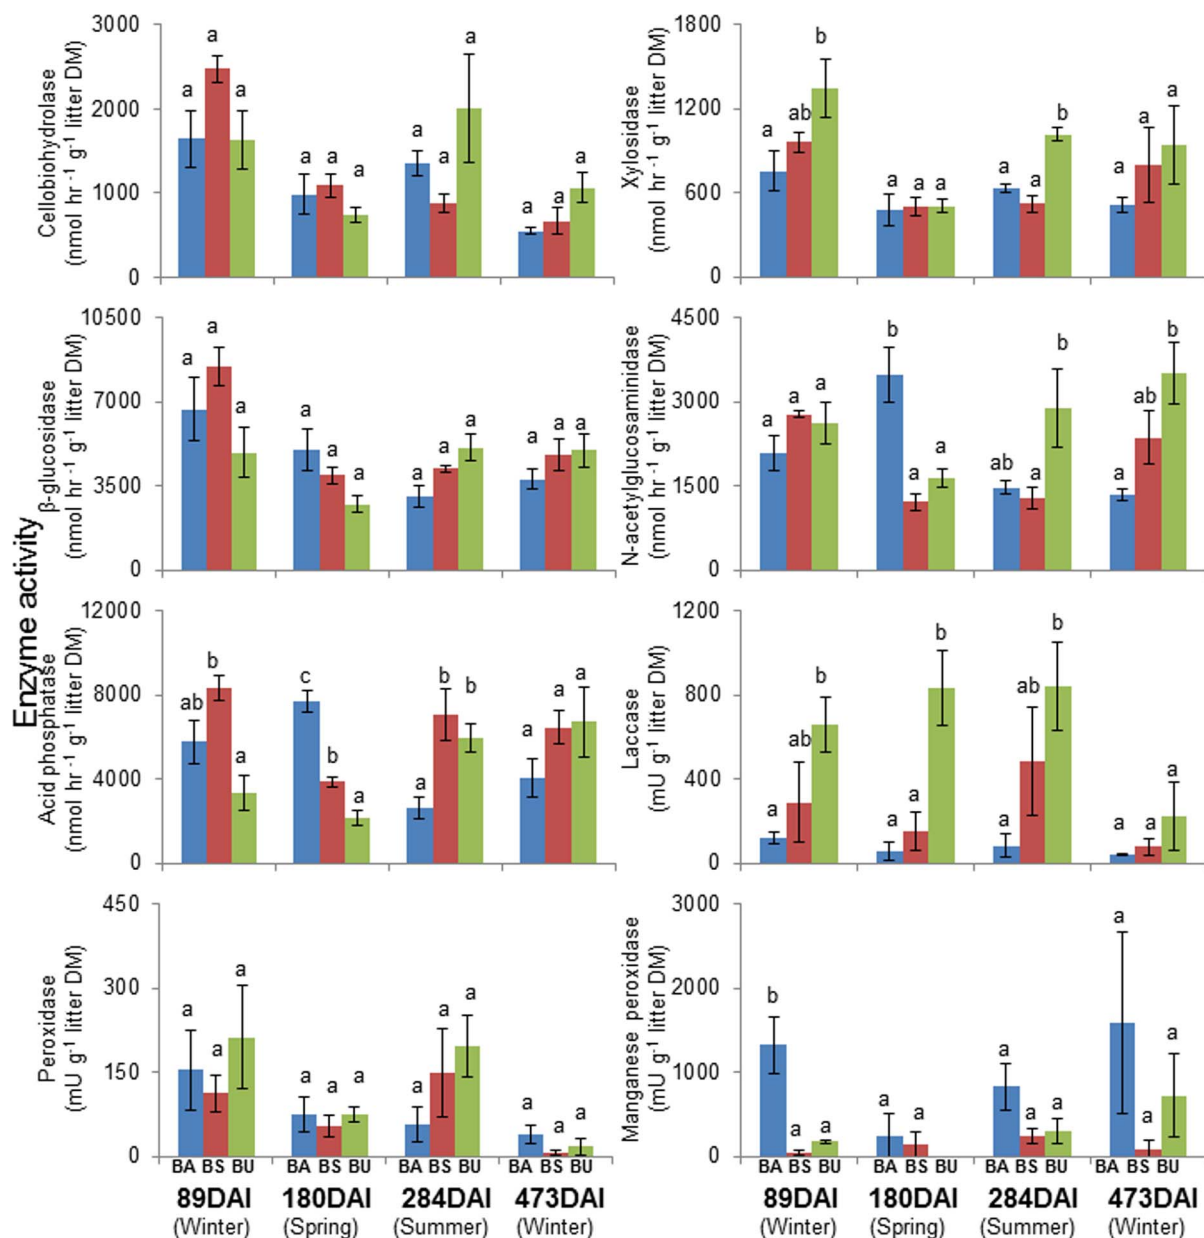 Enzyme activity
Cellobiohydrolase
(nmol hr⁻¹ g⁻¹ litter DM)
3000
2000
1000
0
a a a
a a a
a a a
a a a
Xylosidase
(nmol hr⁻¹ g⁻¹ litter DM)
1800
1200
600
0
a ab b
a a a
a a b
a a a
β-glucosidase
(nmol hr⁻¹ g⁻¹ litter DM)
10500
7000
3500
0
a a a
a a a
a a a
a a a
N-acetylglucosaminidase
(nmol hr⁻¹ g⁻¹ litter DM)
4500
3000
1500
0
a a a
b a a
ab a b
a ab b
Acid phosphatase
(nmol hr⁻¹ g⁻¹ litter DM)
12000
8000
4000
0
ab b a
c b a
a b b
a a a
Laccase
(mU g⁻¹ litter DM)
1200
800
400
0
a ab b
a a b
a ab b
a a a
Peroxidase
(mU g⁻¹ litter DM)
450
300
150
0
a a a
a a a
a a a
a a a
BA BS BU BA BS BU BA BS BU BA BS BU
89DAI 180DAI 284DAI 473DAI
(Winter) (Spring) (Summer) (Winter)
Manganese peroxidase
(mU g⁻¹ litter DM)
3000
2000
1000
0
b a a
a a
a a a
a a a
BA BS BU BA BS BU BA BS BU BA BS BU
89DAI 180DAI 284DAI 473DAI
(Winter) (Spring) (Summer) (Winter)